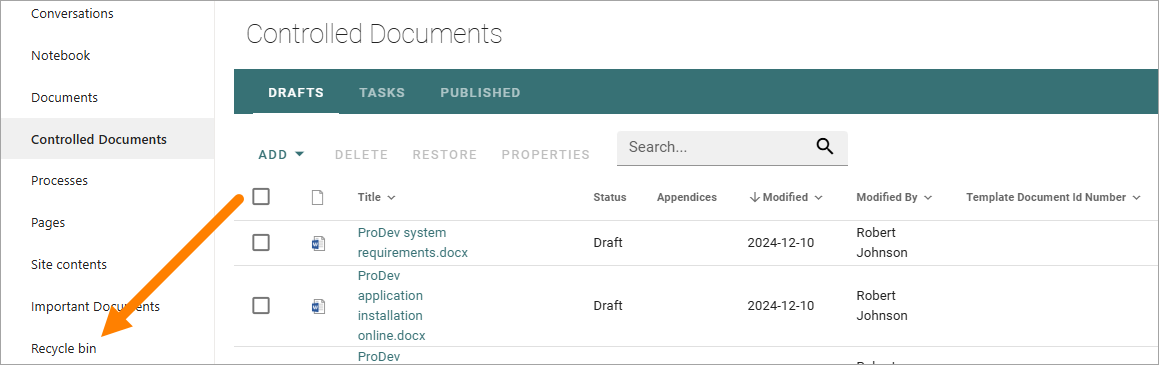 Conversations
Notebook
Documents
Controlled Documents
Processes
Pages
Site contents
Important Documents
Recycle bin
Controlled Documents
DRAFTS TASKS PUBLISHED
ADD DELETE RESTORE PROPERTIES Search...
Title Status Appendices Modified Modified By Template Document Id Number
ProDev system
requirements.docx
Draft
2024-12-10
Robert
Johnson
ProDev
application
installation
online.docx
Draft
2024-12-10
Robert
Johnson
ProDev